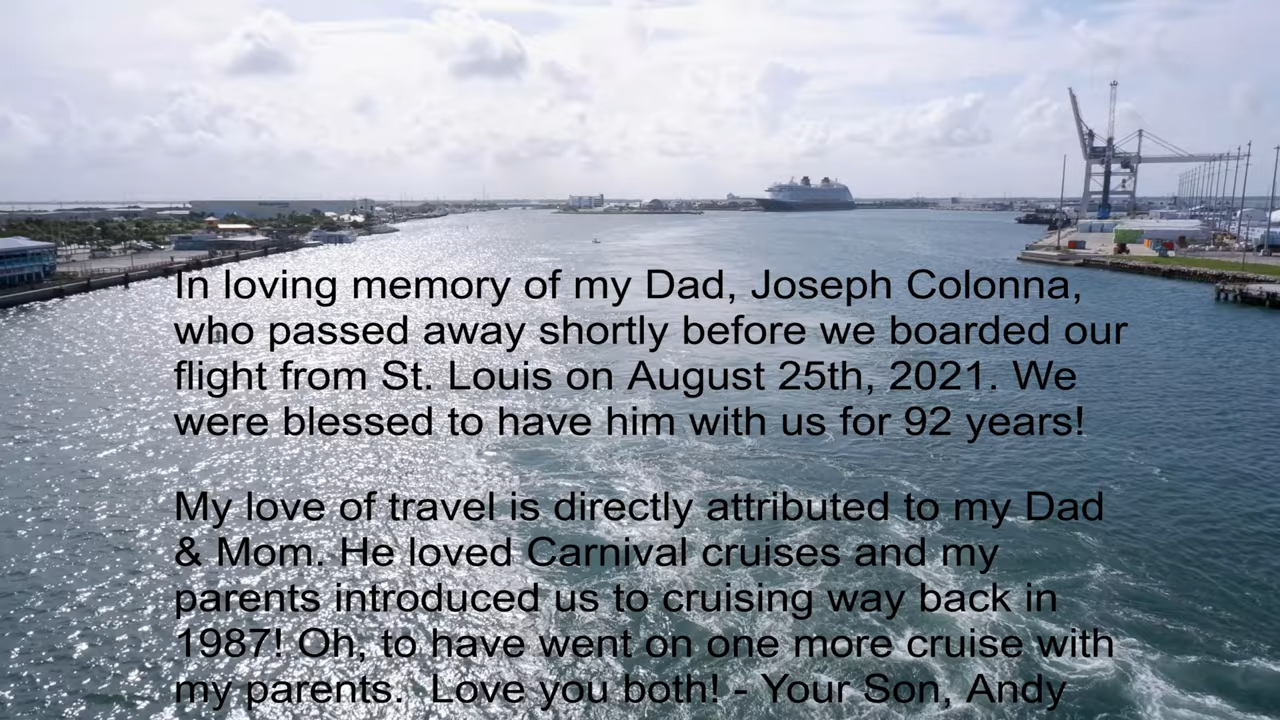 In loving memory of my Dad, Joseph Colonna,
who passed away shortly before we boarded our
flight from St. Louis on August 25th, 2021. We
were blessed to have him with us for 92 years!
My love of travel is directly attributed to my Dad
& Mom. He loved Carnival cruises and my
parents introduced us to cruising way back in
1987! Oh, to have went on one more cruise with
my parents.  Love you both! - Your Son, Andy